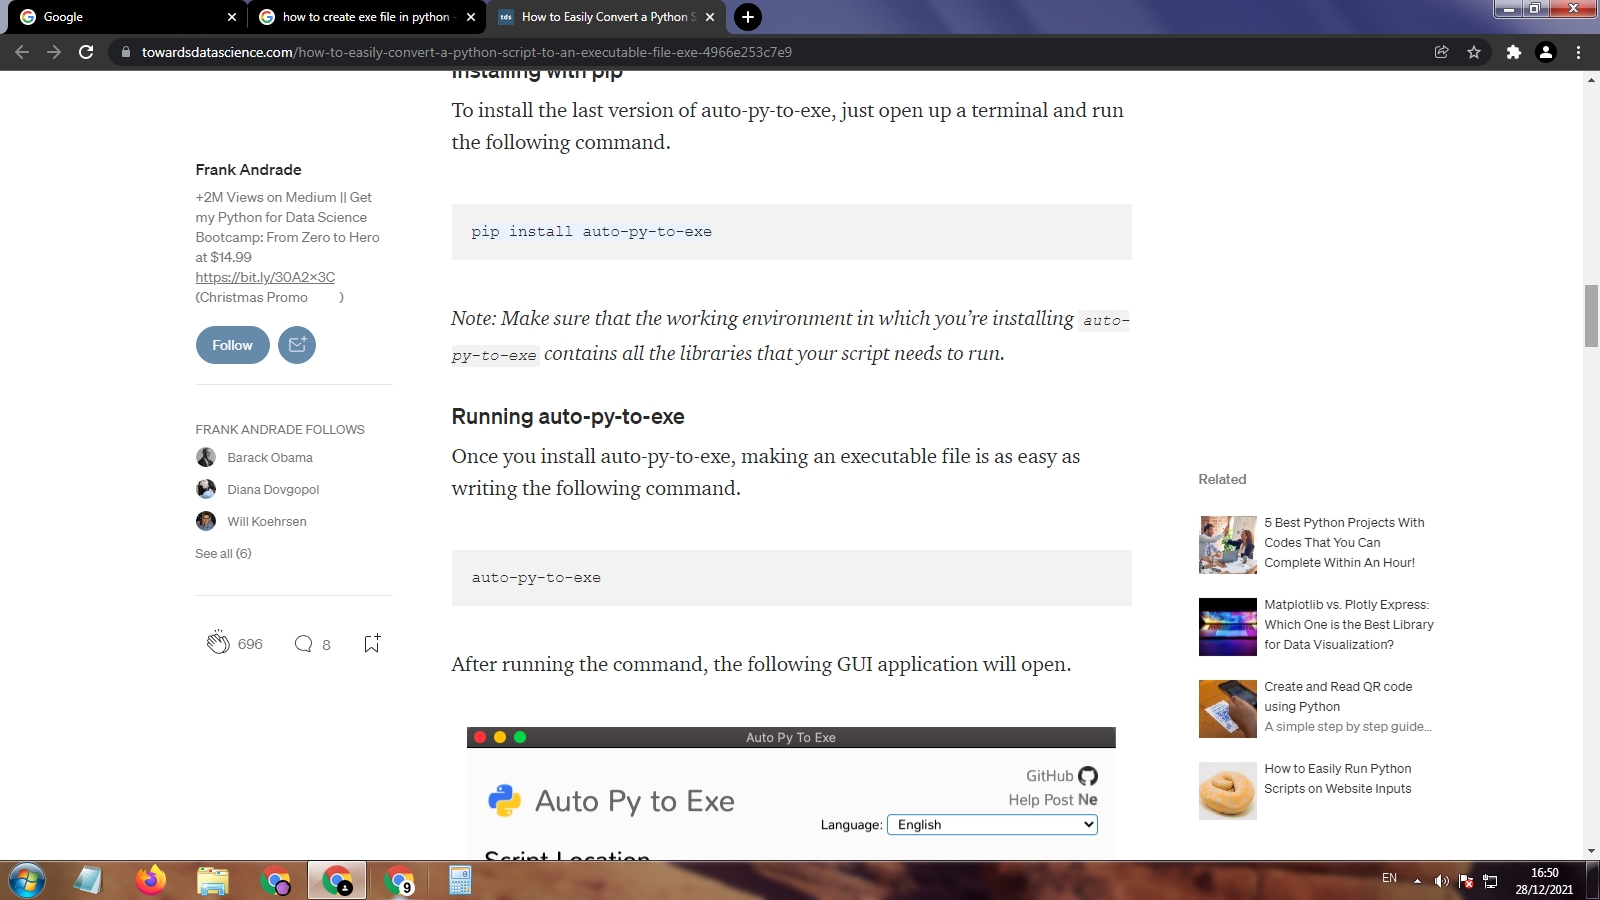 Google
how to create exe file in python -
tds How to Easily Convert a Python S
towardsdatascience.com/how-to-easily-convert-a-python-script-to-an-executable-file-exe-4966e253c7e9
Installing with pip
To install the last version of auto-py-to-exe, just open up a terminal and run
the following command.
pip install auto-py-to-exe
Note: Make sure that the working environment in which you’re installing auto-
py-to-exe contains all the libraries that your script needs to run.
Running auto-py-to-exe
Once you install auto-py-to-exe, making an executable file is as easy as
writing the following command.
auto-py-to-exe
After running the command, the following GUI application will open.
Auto Py To Exe
Auto Py to Exe
GitHub
Help Post Ne
Language: English
Script Location
Frank Andrade
+2M Views on Medium || Get
my Python for Data Science
Bootcamp: From Zero to Hero
at $14.99
https://bit.ly/30A2×3C
(Christmas Promo )
Follow
FRANK ANDRADE FOLLOWS
Barack Obama
Diana Dovgopol
Will Koehrsen
See all (6)
696
8
Related
5 Best Python Projects With
Codes That You Can
Complete Within An Hour!
Matplotlib vs. Plotly Express:
Which One is the Best Library
for Data Visualization?
Create and Read QR code
using Python
A simple step by step guide...
How to Easily Run Python
Scripts on Website Inputs
9
EN
16:50
28/12/2021